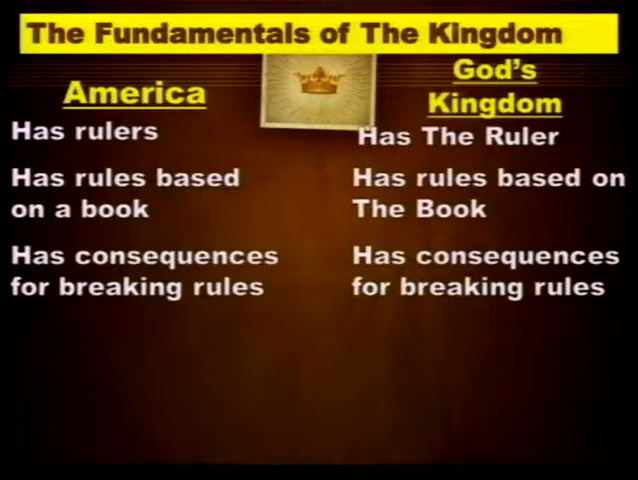 The Fundamentals of The Kingdom
America
Has rulers
Has rules based
on a book
Has consequences
for breaking rules
God's
Kingdom
Has The Ruler
Has rules based on
The Book
Has consequences
for breaking rules